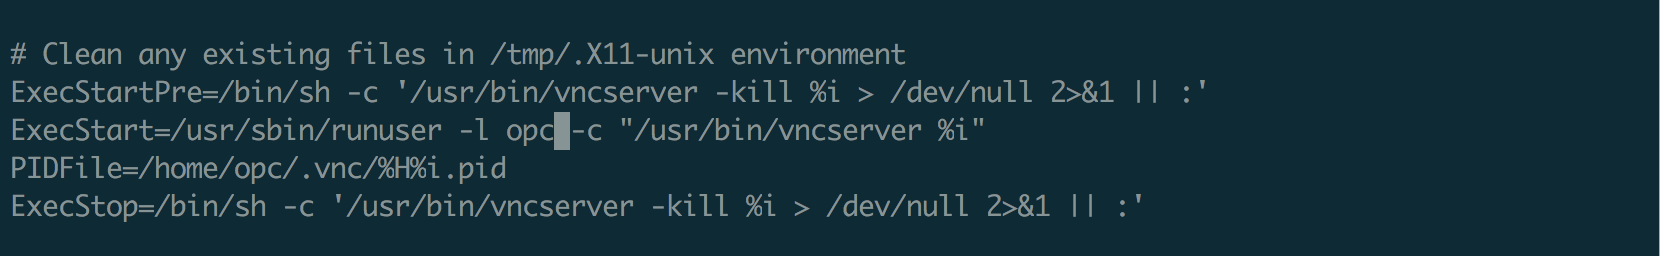 # Clean any existing files in /tmp/.X11-unix environment
ExecStartPre=/bin/sh -c '/usr/bin/vncserver -kill %i > /dev/null 2>&1 || :'
ExecStart=/usr/sbin/runuser -l opc -c "/usr/bin/vncserver %i"
PIDFile=/home/opc/.vnc/%H%i.pid
ExecStop=/bin/sh -c '/usr/bin/vncserver -kill %i > /dev/null 2>&1 || :'